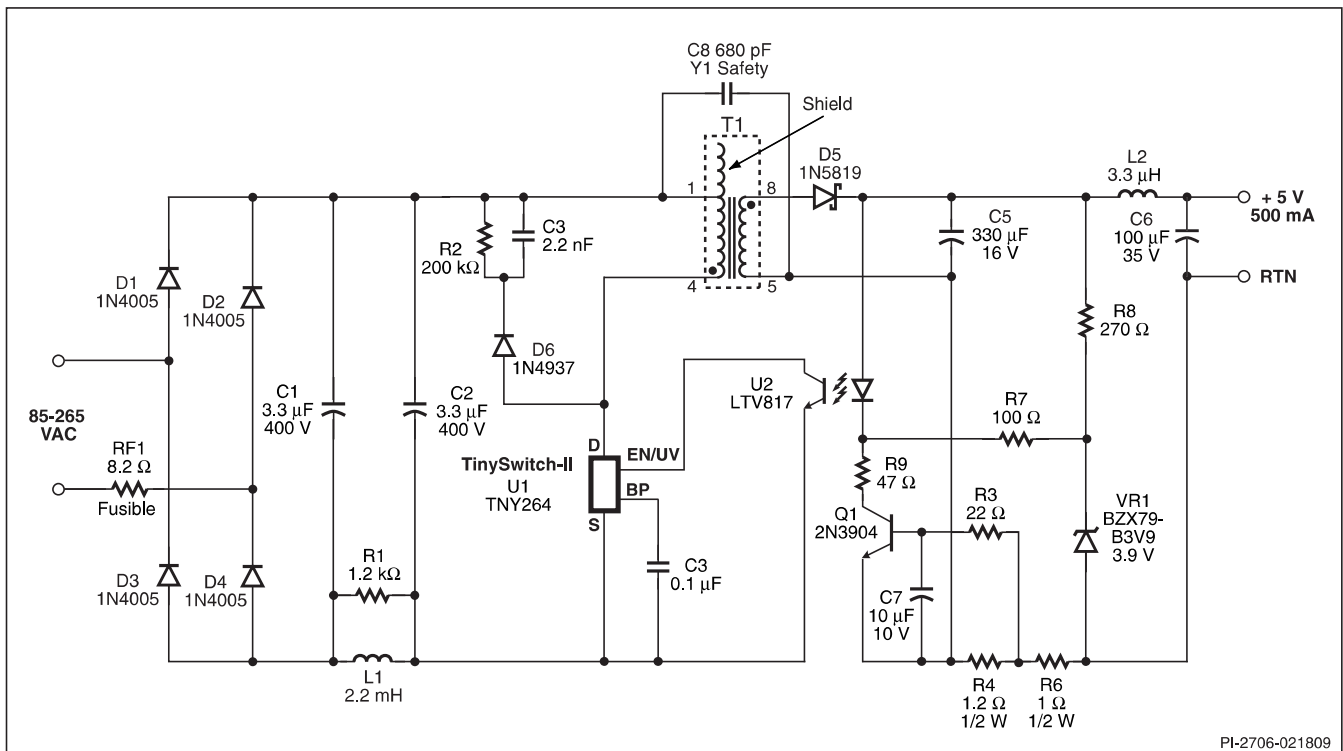 C8 680 pF
Y1 Safety
Shield
T1
D5
1N5819
L2
3.3 µH
1
8
+ 5 V
500 mA
C3
2.2 nF
R2
200 kΩ
C5
330 µF
16 V
C6
100 µF
35 V
D1
1N4005
D2
1N4005
4
5
RTN
R8
270 Ω
D6
1N4937
U2
LTV817
C1
3.3 µF
400 V
C2
3.3 µF
400 V
R7
100 Ω
85-265
VAC
RF1
8.2 Ω
Fusible
D
EN/UV
TinySwitch-II
U1
TNY264
BP
S
R9
47 Ω
Q1
2N3904
R3
22 Ω
VR1
BZX79-
B3V9
3.9 V
D3
1N4005
D4
1N4005
R1
1.2 kΩ
C3
0.1 µF
C7
10 µF
10 V
L1
2.2 mH
R4
1.2 Ω
1/2 W
R6
1 Ω
1/2 W
PI-2706-021809